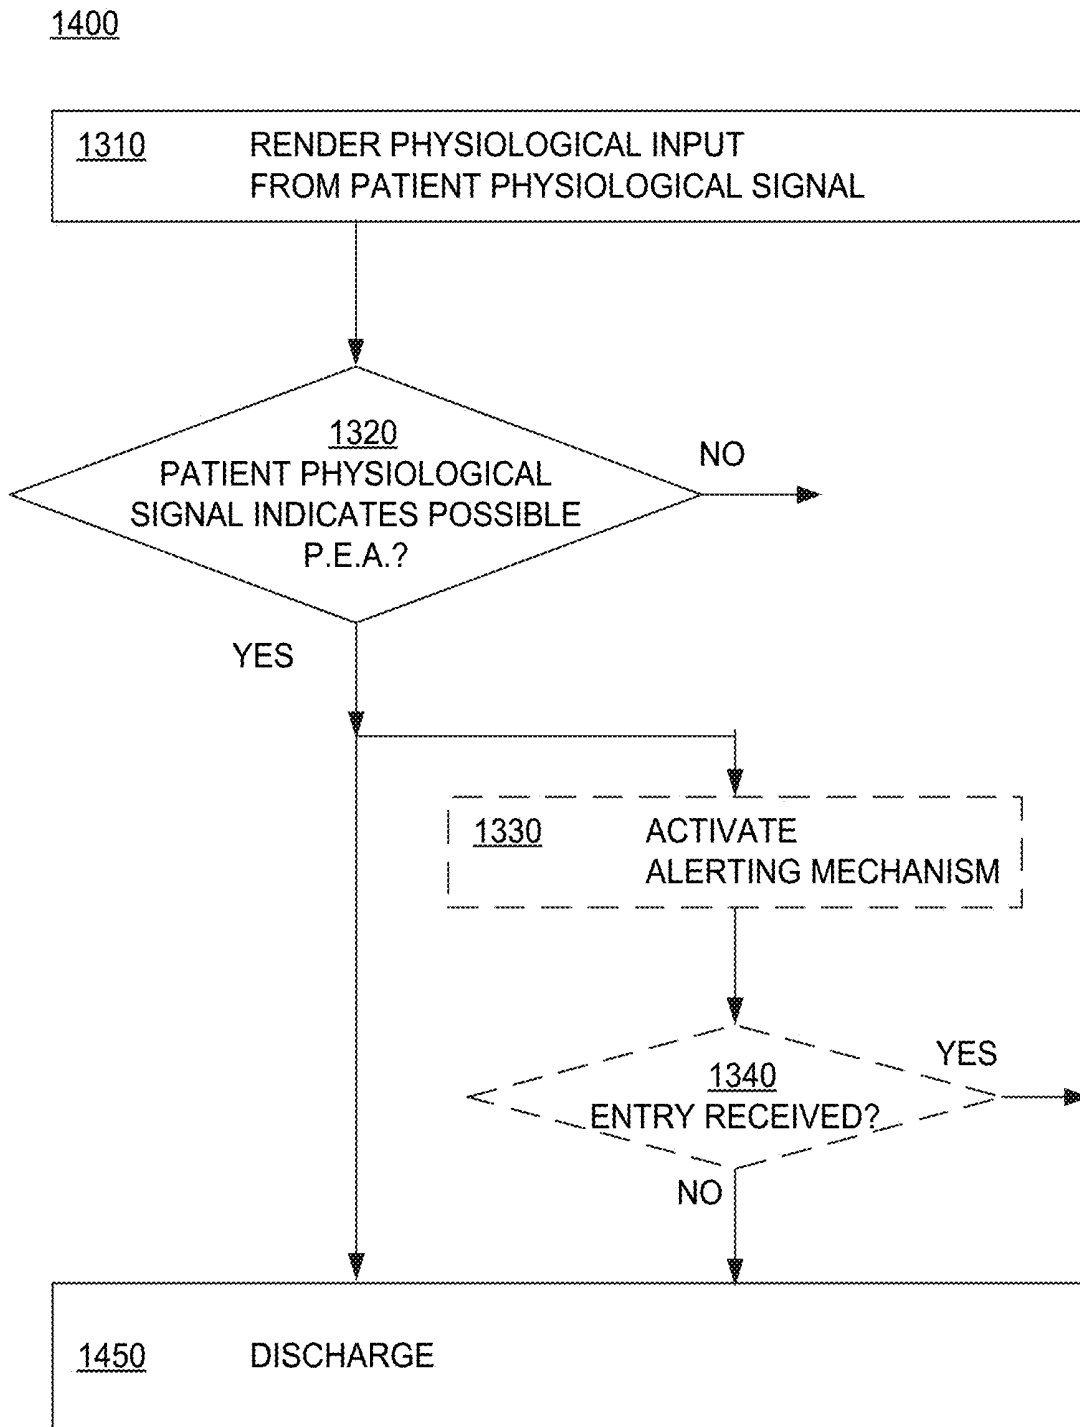 1400
1310 RENDER PHYSIOLOGICAL INPUT
FROM PATIENT PHYSIOLOGICAL SIGNAL
1320
PATIENT PHYSIOLOGICAL
SIGNAL INDICATES POSSIBLE
P.E.A.?
NO
YES
1330 ACTIVATE
ALERTING MECHANISM
1340
ENTRY RECEIVED?
YES
NO
1450 DISCHARGE